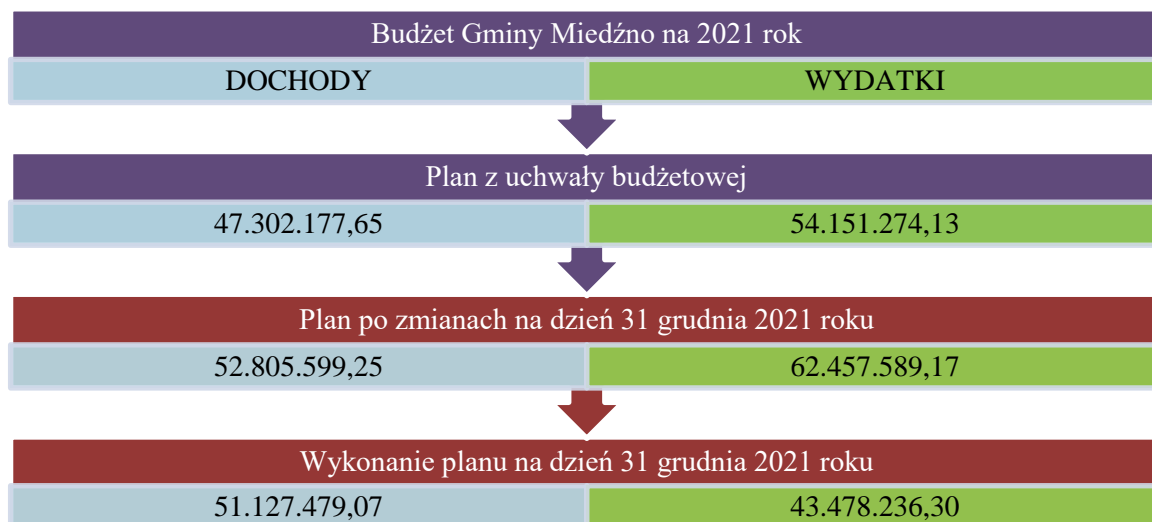 Budżet Gminy Miedźno na 2021 rok
DOCHODY WYDATKI
Plan z uchwały budżetowej
47.302.177,65 54.151.274,13
Plan po zmianach na dzień 31 grudnia 2021 roku
52.805.599,25 62.457.589,17
Wykonanie planu na dzień 31 grudnia 2021 roku
51.127.479,07 43.478.236,30